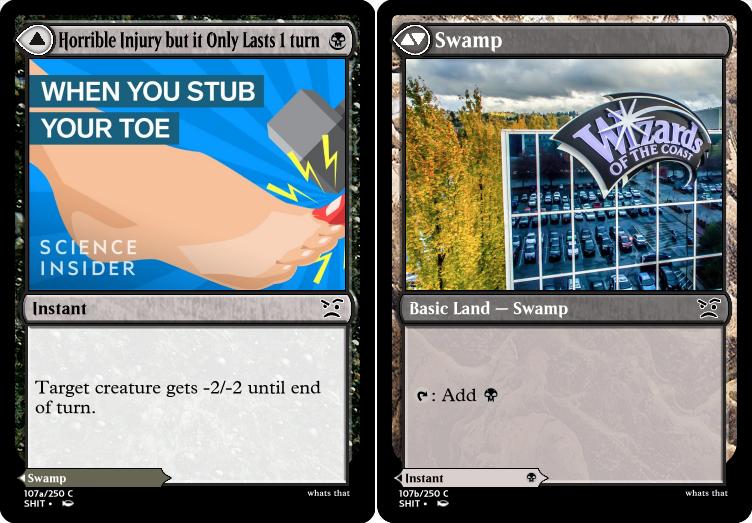 Horrible Injury but it Only Lasts 1 turn
WHEN YOU STUB
YOUR TOE
SCIENCE
INSIDER
Instant
Target creature gets -2/-2 until end
of turn.
Swamp
107a/250 C
SHIT •
whats that
Swamp
Wizards
OF THE COAST
Basic Land — Swamp
: Add
Instant
107b/250 C
SHIT •
whats that